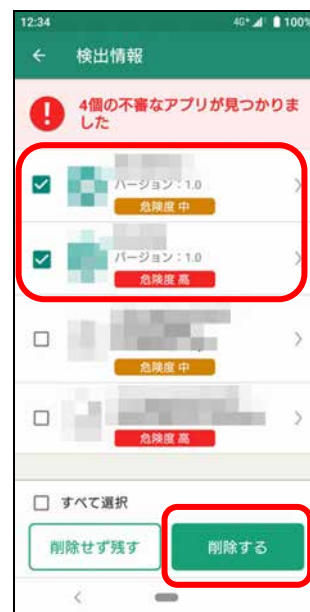 12:34 4G+ 100%
検出情報
4個の不審なアプリが見つかりま
した
バージョン：1.0
危険度 中
バージョン：1.0
危険度 高
危険度 中
危険度 高
すべて選択
削除せず残す
削除する